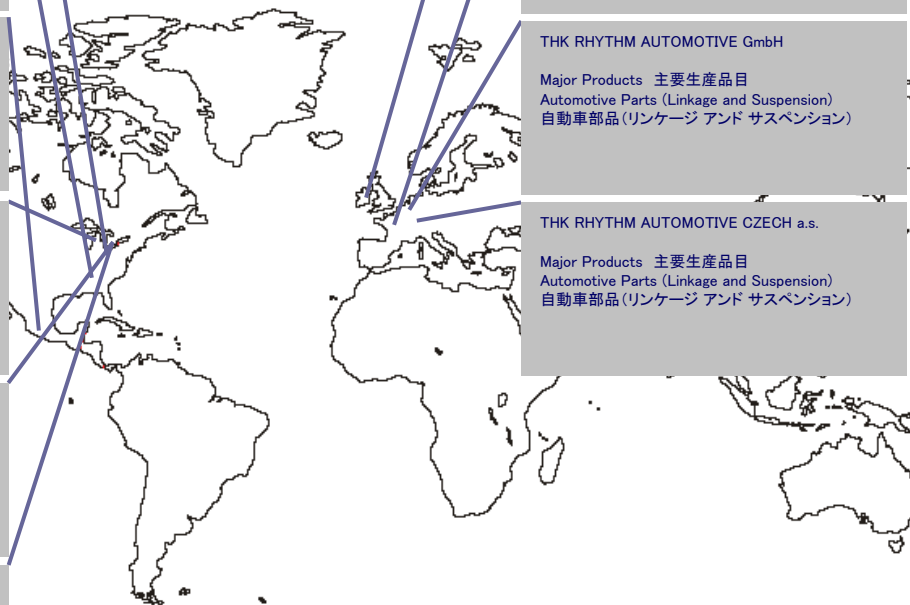 THK RHYTHM AUTOMOTIVE GmbH
Major Products 主要生産品目
Automotive Parts (Linkage and Suspension)
自動車部品(リンケージ アンド サスペンション)
THK RHYTHM AUTOMOTIVE CZECH a.s.
Major Products 主要生産品目
Automotive Parts (Linkage and Suspension)
自動車部品(リンケージ アンド サスペンション)